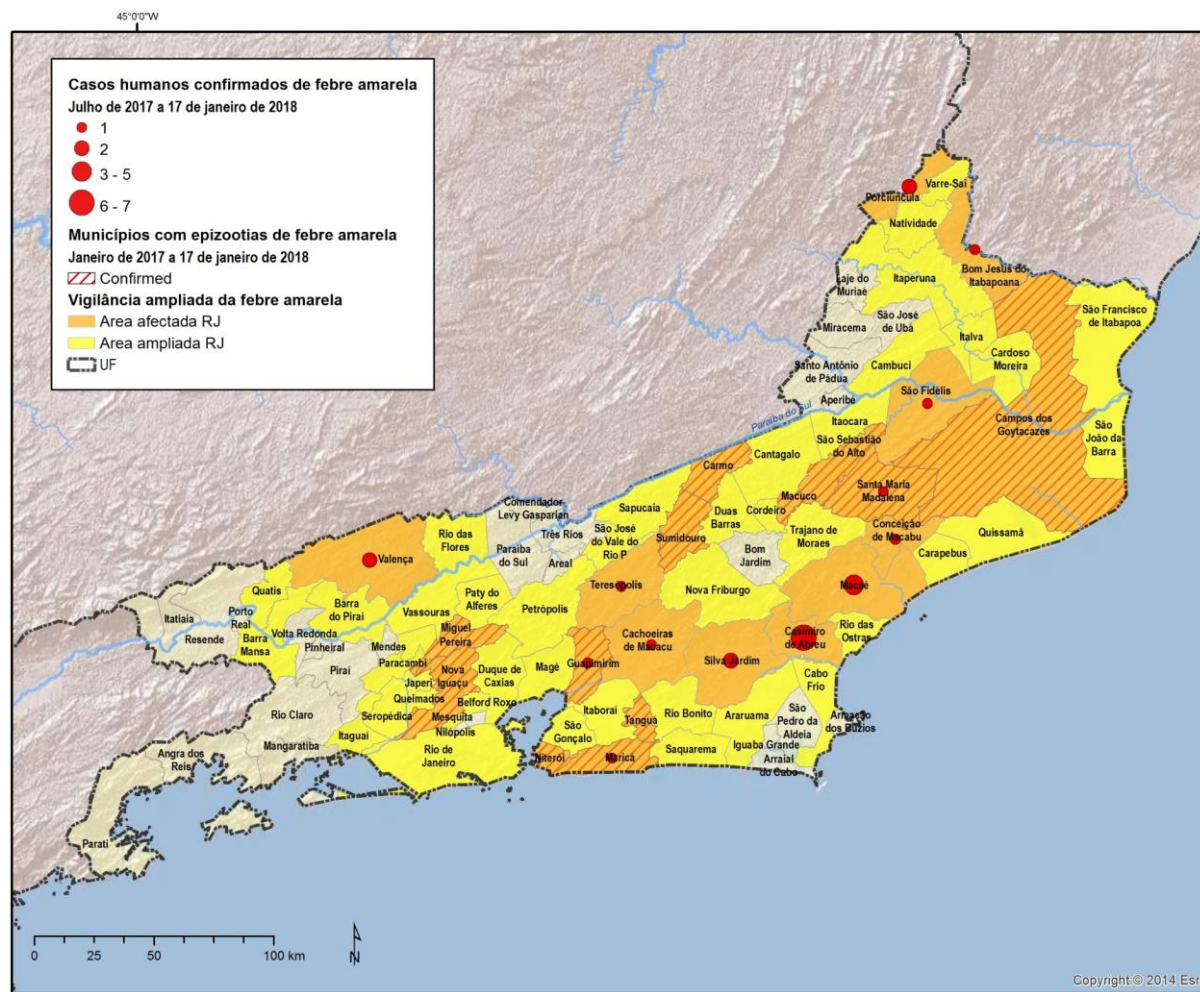 45°0'0"W
Casos humanos confirmados de febre amarela
Julho de 2017 a 17 de janeiro de 2018
1
2
3 - 5
6 - 7
Municípios com epizootias de febre amarela
Janeiro de 2017 a 17 de janeiro de 2018
Confirmed
Vigilância ampliada da febre amarela
Area afectada RJ
Area ampliada RJ
UF
Varre-Sai
Porciuncula
Natividade
Bom Jesus do
Itabapoana
Itaperuna
Laje do
Muriaé
São Francisco
de Itabapoa
São José
de Ubá
Miracema
Italva
Cardoso
Moreira
Santo Antônio
de Pádua
Cambuci
Aperibé
São Fidélis
Paraíba do Sul
Itaocara
Campos dos
Goytacazes
São
João da
Barra
São Sebastião
do Alto
Cantagalo
Carmo
Santa Maria
Madalena
Macuco
Cordeiro
Duas
Barras
Sapucaia
Comendador
Levy Gasparian
Três Rios
São José
do Vale do
Rio P
Sumidouro
Trajano de
Moraes
Conceição
de Macabu
Quissamã
Carapebus
Rio das
Flores
Paraíba
do Sul
Areal
Bom
Jardim
Valença
Teresópolis
Nova Friburgo
Macaé
Quatis
Paty do
Alferes
Petrópolis
Itatiaia
Porto
Real
Barra
do Piraí
Vassouras
Rio das
Ostras
Resende
Volta Redonda
Barra
Mansa
Pinheiral
Mendes
Miguel
Pereira
Cachoeiras
de Macacu
Casimiro
de Abreu
Silva Jardim
Paracambi
Piraí
Nova
Iguaçu
Duque de
Caxias
Magé
Guapimirim
Japeri
Queimados
Belford Roxo
Cabo
Frio
Rio Claro
Seropédica
Mesquita
Nilópolis
Itaboraí
São
Gonçalo
Tanguá
Rio Bonito
Araruama
São
Pedro da
Aldeia
Armação
dos Búzios
Itaguaí
Mangaratiba
Angra dos
Reis
Rio de
Janeiro
Niterói
Maricá
Saquarema
Iguaba Grande
Arraial
do Cabo
Parati
0
25
50
100 km
N
Copyright:© 2014 Esr